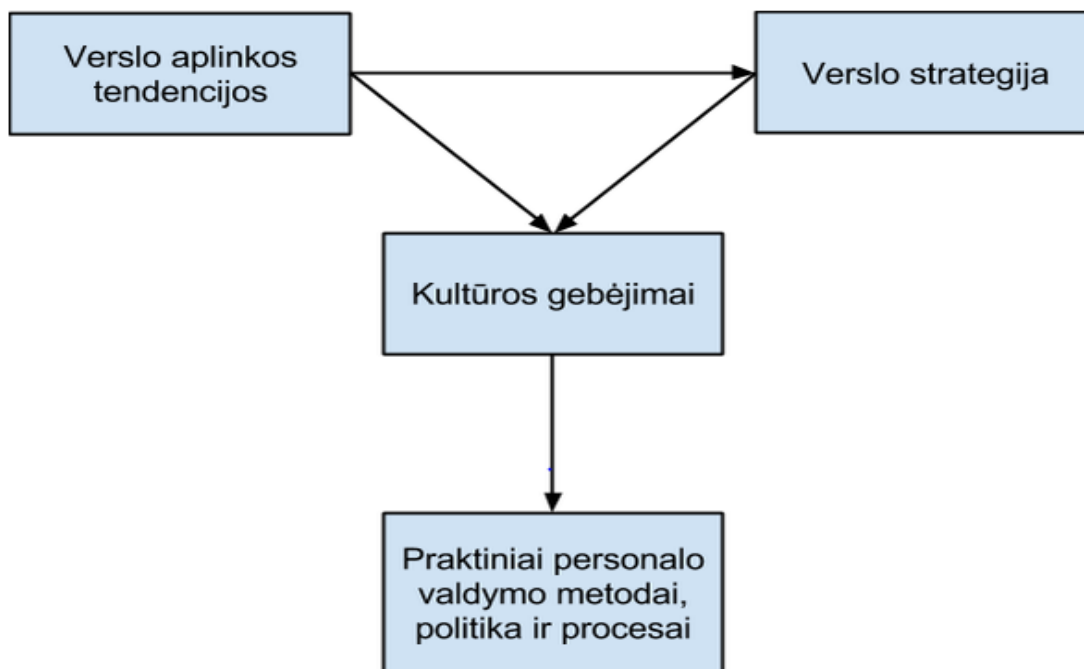 Verslo aplinkos
tendencijos
Verslo strategija
Kultūros gebėjimai
Praktiniai personalo
valdymo metodai,
politika ir procesai